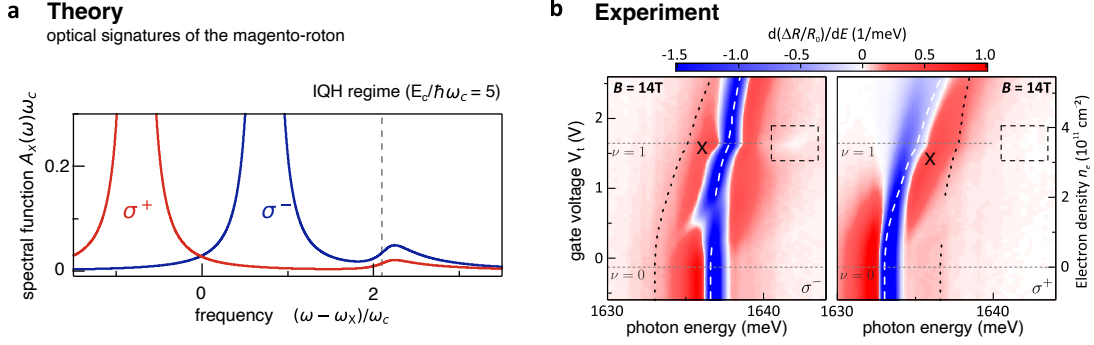 a Theory
optical signatures of the magento-roton
IQH regime (E_c/ħω_c = 5)
spectral function A_X(ω)ω_c
0.2
0
σ⁺
σ⁻
0
2
frequency (ω − ω_X)/ω_c
b Experiment
d(ΔR/R₀)/dE (1/meV)
-1.5
-1.0
-0.5
0
0.5
1.0
B = 14T
B = 14T
gate voltage V_t (V)
2
1
0
ν = 1
ν = 0
X
σ⁻
ν = 1
ν = 0
X
σ⁺
4
2
0
Electron density n_e (10¹¹ cm⁻²)
1630
1640
1630
1640
photon energy (meV)
photon energy (meV)